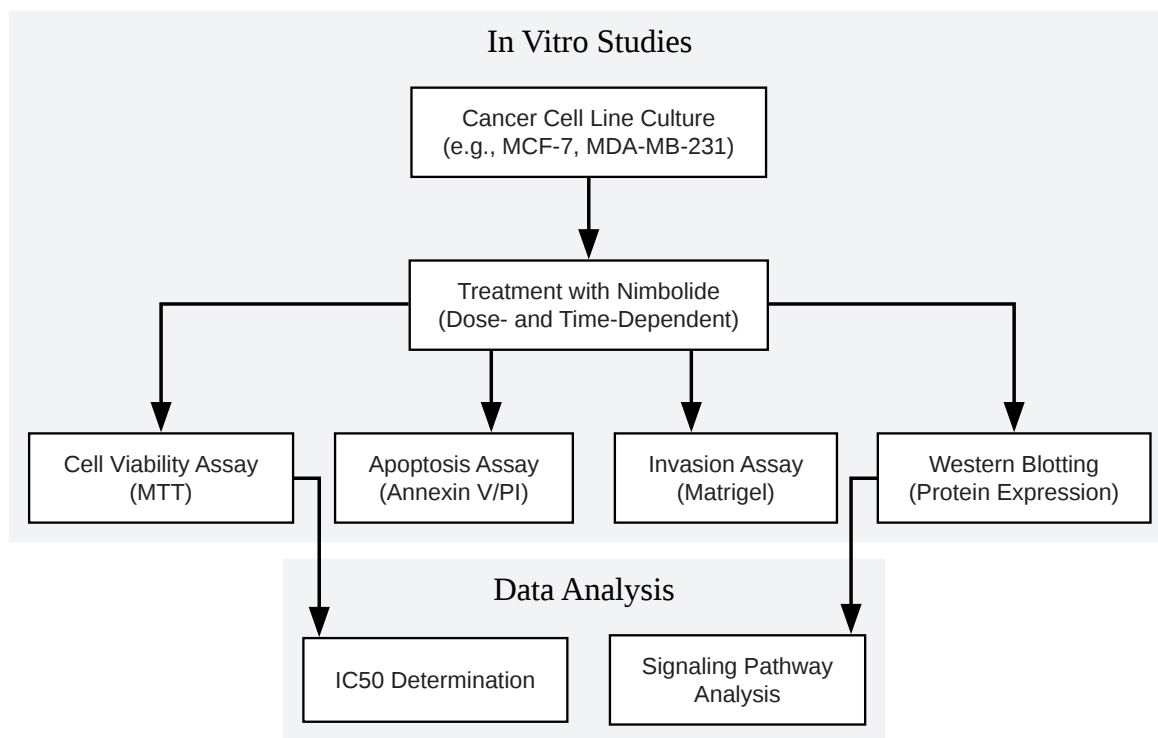 In Vitro Studies
Cancer Cell Line Culture
(e.g., MCF-7, MDA-MB-231)
Treatment with Nimbolide
(Dose- and Time-Dependent)
Cell Viability Assay
(MTT)
Apoptosis Assay
(Annexin V/PI)
Invasion Assay
(Matrigel)
Western Blotting
(Protein Expression)
Data Analysis
IC50 Determination
Signaling Pathway
Analysis